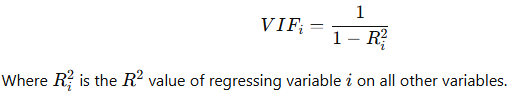 VIF_i = \frac{1}{1 - R_i^2}
Where R_i^2 is the R^2 value of regressing variable i on all other variables.